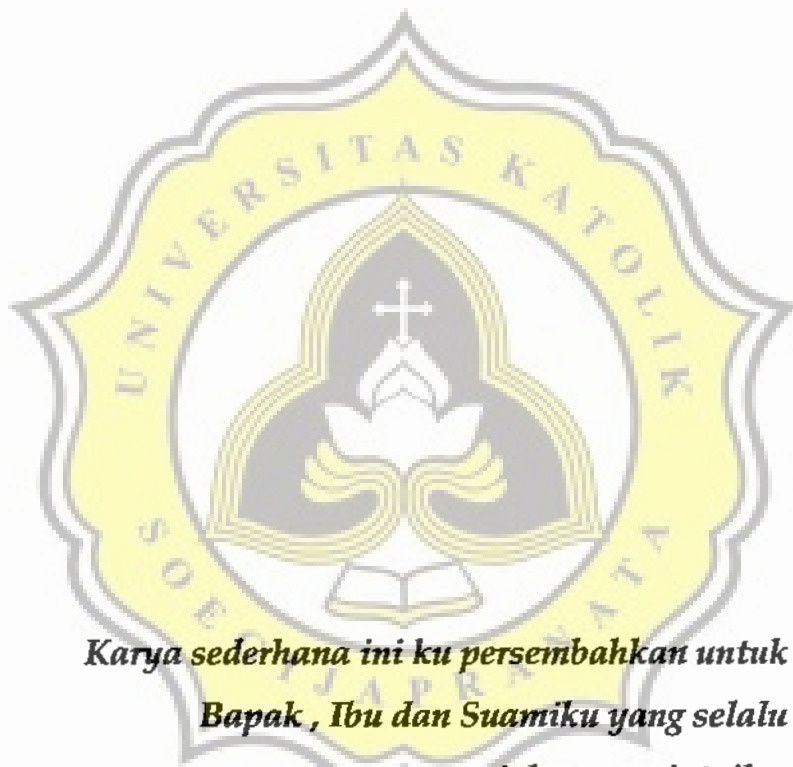 UNIVERSITAS KATOLIK
SOEGIJAPRANATA
Karya sederhana ini ku persembahkan untuk
Bapak , Ibu dan Suamiku yang selalu